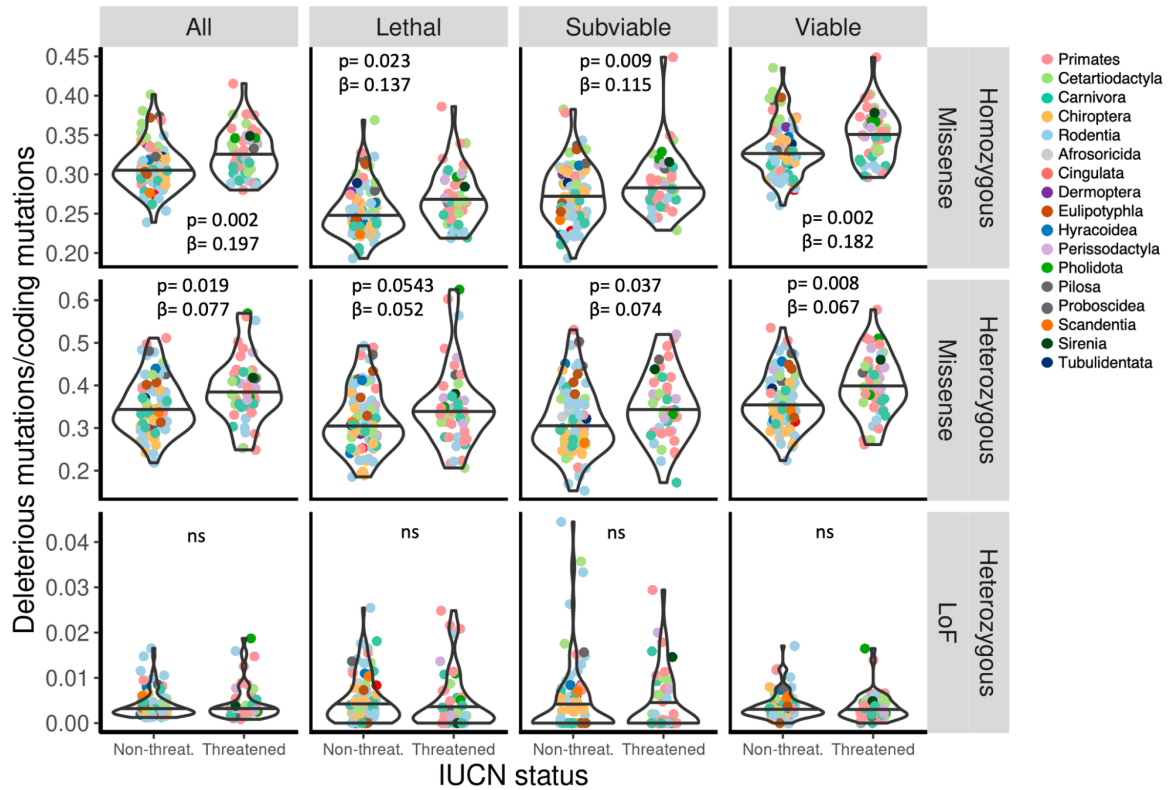 All
Lethal
Subviable
Viable
Deleterious mutations/coding mutations
0.45
0.40
0.35
0.30
0.25
0.20
p= 0.002
β= 0.197
p= 0.023
β= 0.137
p= 0.009
β= 0.115
p= 0.002
β= 0.182
Homozygous
Missense
0.6
0.5
0.4
0.3
0.2
p= 0.019
β= 0.077
p= 0.0543
β= 0.052
p= 0.037
β= 0.074
p= 0.008
β= 0.067
Heterozygous
Missense
0.04
0.03
0.02
0.01
0.00
ns
ns
ns
ns
Heterozygous
LoF
Non-threat.
Threatened
Non-threat.
Threatened
Non-threat.
Threatened
Non-threat.
Threatened
IUCN status
Primates
Cetartiodactyla
Carnivora
Chiroptera
Rodentia
Afrosoricida
Cingulata
Dermoptera
Eulipotyphla
Hyracoidea
Perissodactyla
Pholidota
Pilosa
Proboscidea
Scandentia
Sirenia
Tubulidentata